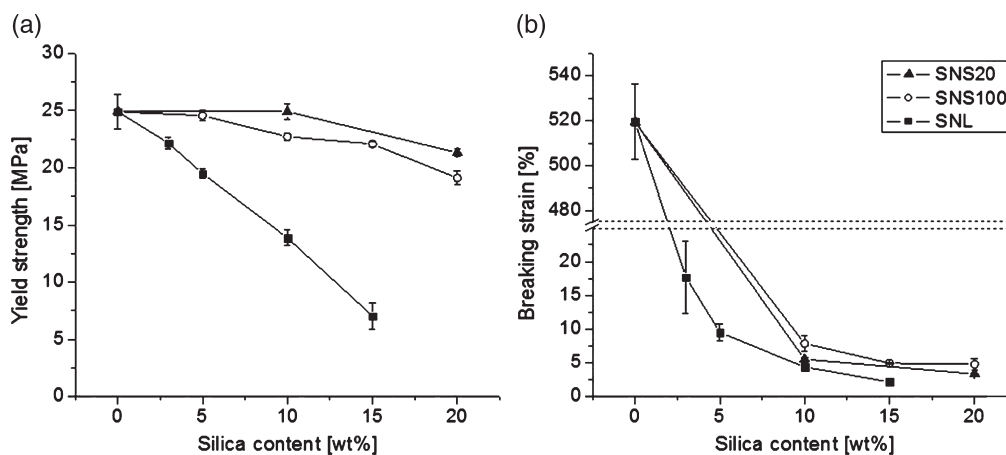 (a)
30
25
20
15
10
5
0
Yield strength [MPa]
0 5 10 15 20
Silica content [wt%]
(b)
520
500
480
20
15
10
5
0
Breaking strain [%]
0 5 10 15 20
Silica content [wt%]
SNS20
SNS100
SNL